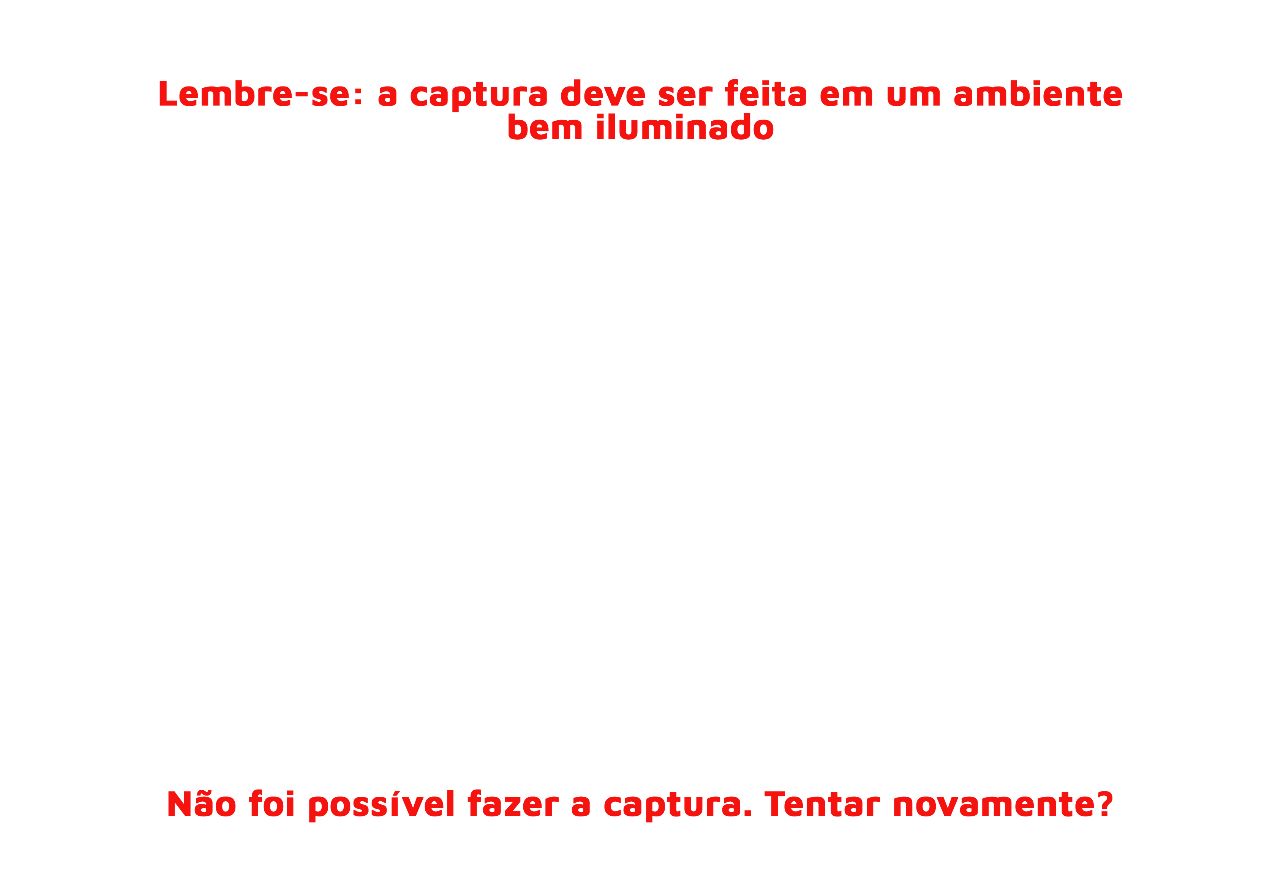 Lembre-se: a captura deve ser feita em um ambiente
bem iluminado
Não foi possível fazer a captura. Tentar novamente?